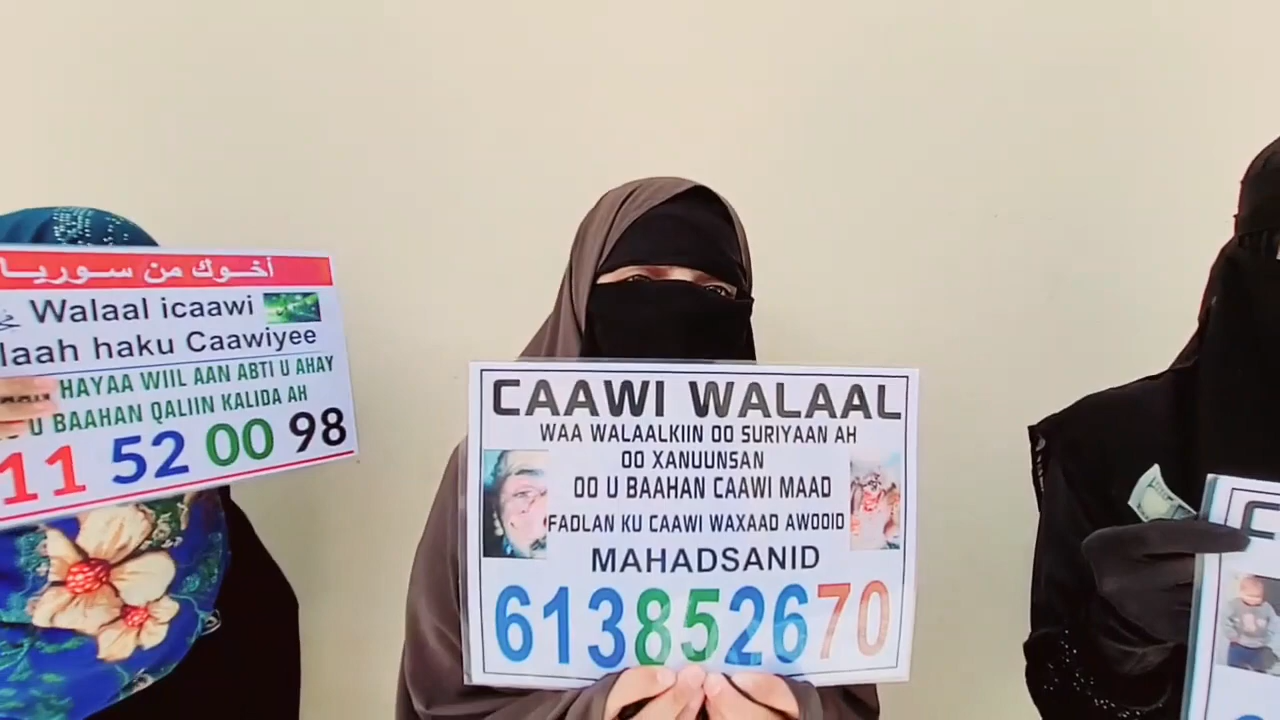 أخوك من سوريا
Walaal icaawi
laah haku Caawiyee
HAYAA WIIL AAN ABTI U AHAY
U BAAHAN QALIIN KALIDA AH
11 52 00 98
CAAWI WALAAL
WAA WALAALKIIN OO SURIYAAN AH
OO XANUUNSAN
OO U BAAHAN CAAWI MAAD
FADLAN KU CAAWI WAXAAD AWOOID
MAHADSANID
613852670